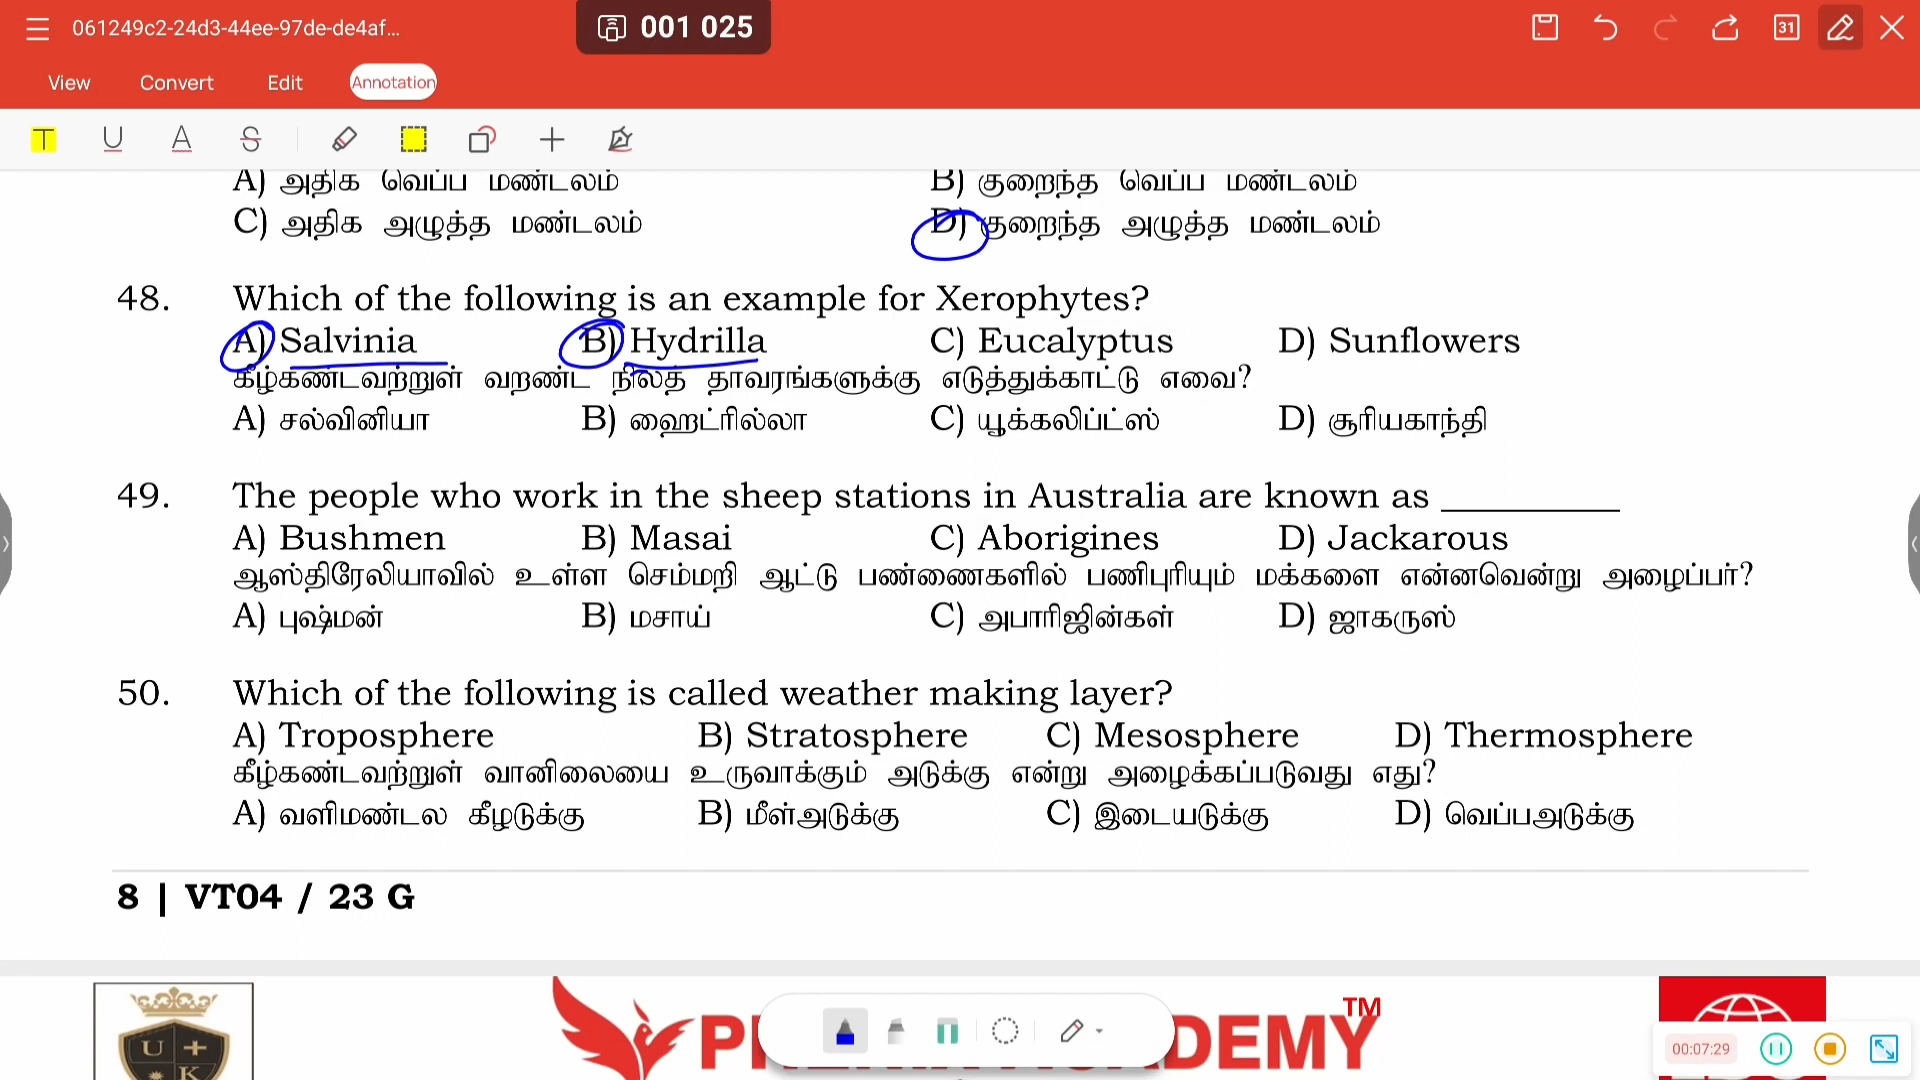 061249c2-24d3-44ee-97de-de4af...
001 025
31
View Convert Edit Annotation
T U A S
A) அதிக வெப்ப மண்டலம் B) குறைந்த வெப்ப மண்டலம்
C) அதிக அழுத்த மண்டலம் D) குறைந்த அழுத்த மண்டலம்
48. Which of the following is an example for Xerophytes?
A) Salvinia B) Hydrilla C) Eucalyptus D) Sunflowers
கீழ்கண்டவற்றுள் வறண்ட நிலத் தாவரங்களுக்கு எடுத்துக்காட்டு எவை?
A) சல்வினியா B) ஹைட்ரில்லா C) யூக்கலிப்ட்ஸ் D) சூரியகாந்தி
49. The people who work in the sheep stations in Australia are known as __________
A) Bushmen B) Masai C) Aborigines D) Jackarous
ஆஸ்திரேலியாவில் உள்ள செம்மறி ஆட்டு பண்ணைகளில் பணிபுரியும் மக்களை என்னவென்று அழைப்பர்?
A) புஷ்மன் B) மசாய் C) அபாரிஜின்கள் D) ஜாகருஸ்
50. Which of the following is called weather making layer?
A) Troposphere B) Stratosphere C) Mesosphere D) Thermosphere
கீழ்கண்டவற்றுள் வானிலையை உருவாக்கும் அடுக்கு என்று அழைக்கப்படுவது எது?
A) வளிமண்டல கீழடுக்கு B) மீள்அடுக்கு C) இடையடுக்கு D) வெப்பஅடுக்கு
8 | VT04 / 23 G
TM
U + K
00:07:29